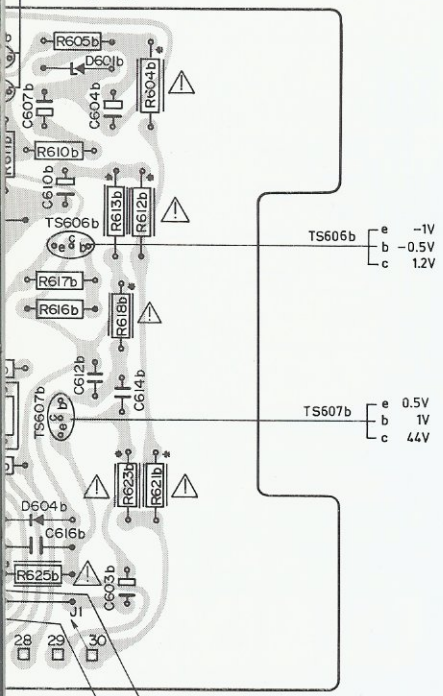 R605b
D601b
b
C607b
C604b
R604b
R611b
R610b
C610b
R613b
R612b
TS606b
e c b
TS606b
e -1V
b -0.5V
c 1.2V
R617b
R616b
R618b
C612b
C614b
TS607b
b
c
e
TS607b
e 0.5V
b 1V
c 44V
R623b
R621b
D604b
C616b
R625b
C603b
J1
28 29 30